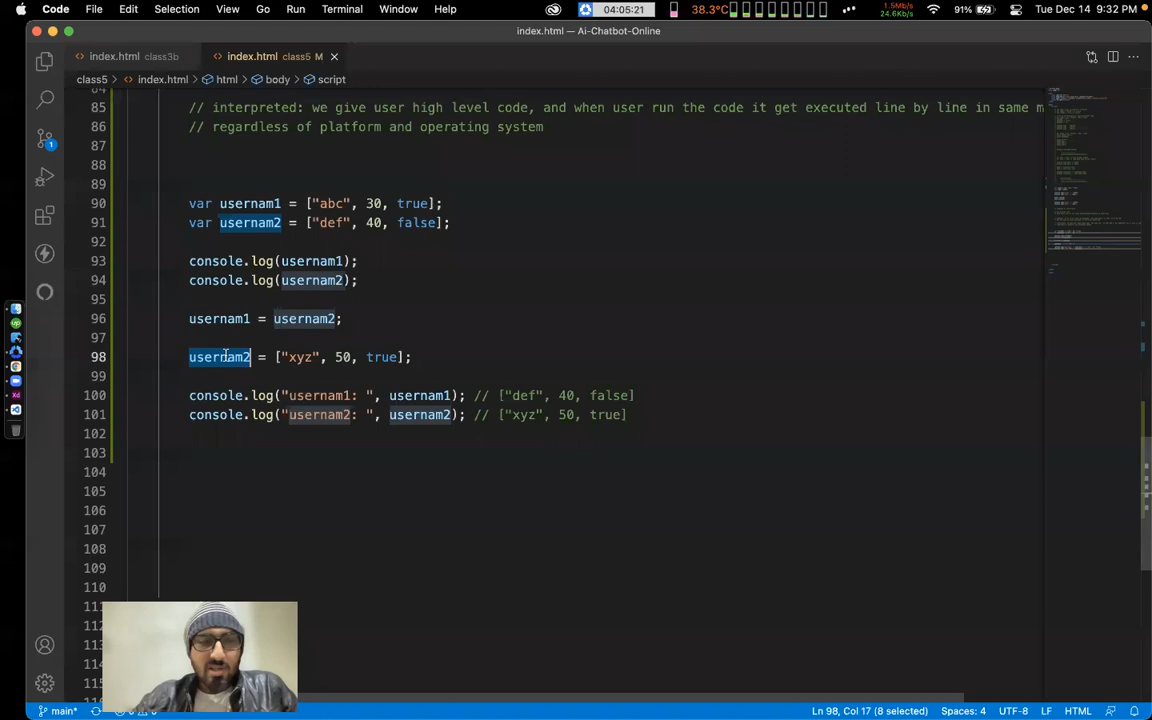 Code File Edit Selection View Go Run Terminal Window Help 04:05:21 38.3°C 1.5Mb/s 24.6Kb/s 91% Tue Dec 14 9:32 PM
index.html — Ai-Chatbot-Online
index.html class3b index.html class5 M
class5 > index.html > html > body > script
85 // interpreted: we give user high level code, and when user run the code it get executed line by line in same m
86 // regardless of platform and operating system
87
88
89
90 var usernam1 = ["abc", 30, true];
91 var usernam2 = ["def", 40, false];
92
93 console.log(usernam1);
94 console.log(usernam2);
95
96 usernam1 = usernam2;
97
98 usernam2 = ["xyz", 50, true];
99
100 console.log("usernam1: ", usernam1); // ["def", 40, false]
101 console.log("usernam2: ", usernam2); // ["xyz", 50, true]
102
103
104
105
106
107
108
109
110
main* Ln 98, Col 17 (8 selected) Spaces: 4 UTF-8 LF HTML